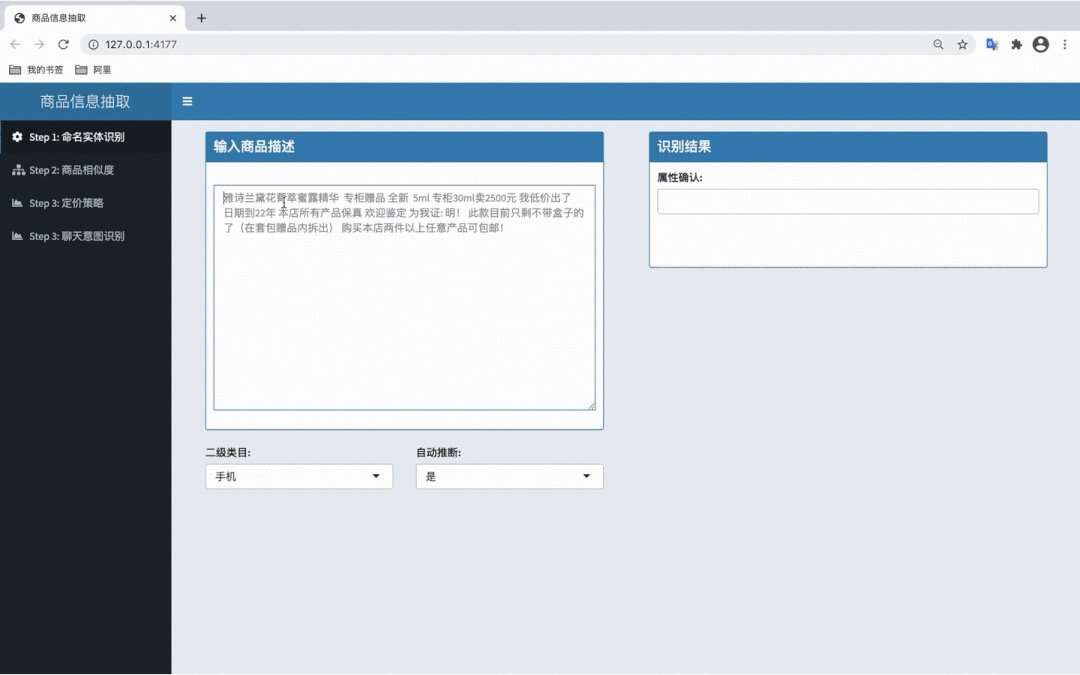 商品信息抽取
127.0.0.1:4177
我的书签
阿里
商品信息抽取
Step 1: 命名实体识别
Step 2: 商品相似度
Step 3: 定价策略
Step 3: 聊天意图识别
输入商品描述
雅诗兰黛花菁萃蜜露精华 专柜赠品 全新 5ml 专柜30ml卖2500元 我低价出了
日期到22年 本店所有产品保真 欢迎鉴定 为我证: 明！ 此款目前只剩不带盒子的
了（在套包赠品内拆出） 购买本店两件以上任意产品可包邮！
二级类目:
手机
自动推断:
是
识别结果
属性确认: